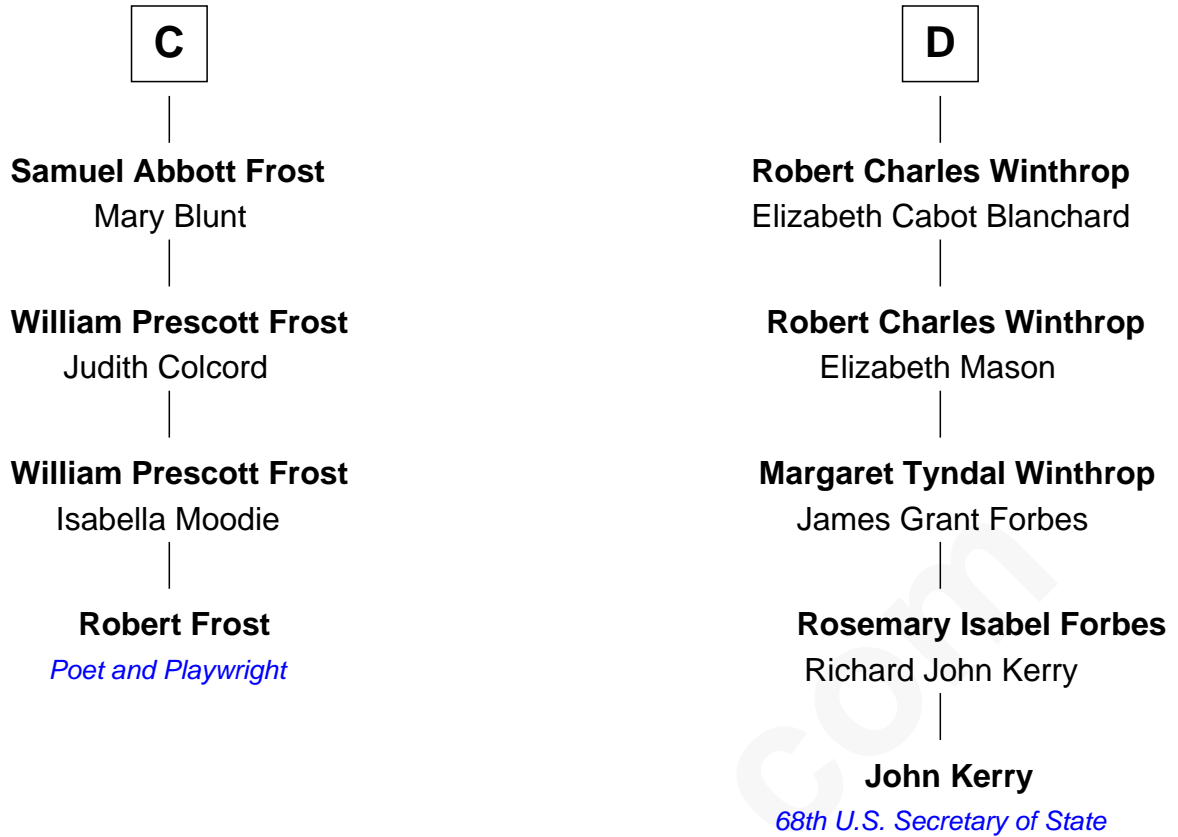 C
Samuel Abbott Frost
Mary Blunt
William Prescott Frost
Judith Colcord
William Prescott Frost
Isabella Moodie
Robert Frost
Poet and Playwright
D
Robert Charles Winthrop
Elizabeth Cabot Blanchard
Robert Charles Winthrop
Elizabeth Mason
Margaret Tyndal Winthrop
James Grant Forbes
Rosemary Isabel Forbes
Richard John Kerry
John Kerry
68th U.S. Secretary of State
com